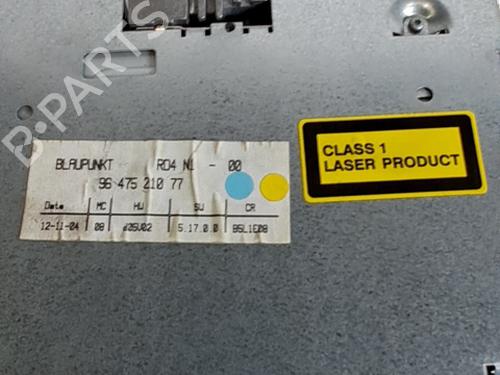 B-PARTS
BLAUPUNKT RD4 N1 - 00
96 475 210 77
Date MC HW SW CR
12-11-04 08 d05V02 5.17.0.0 B5L1E08
CLASS 1
LASER PRODUCT